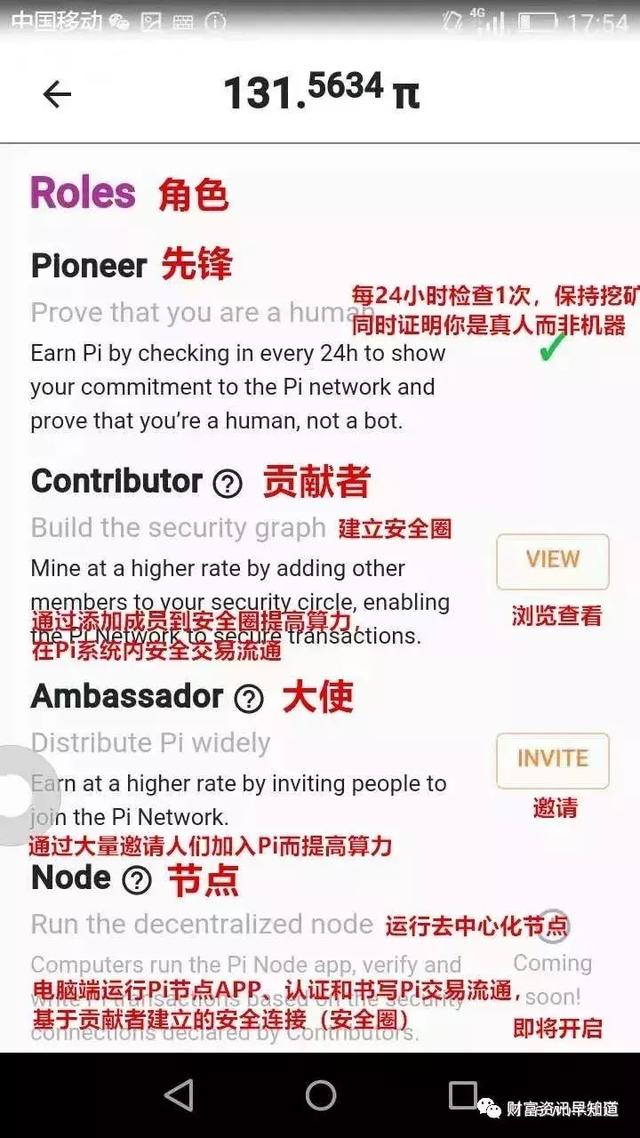 中国移动 4G 17:54
131.5634 π
Roles 角色
Pioneer 先锋
每24小时检查1次，保持挖矿
Prove that you are a human
同时证明你是真人而非机器
Earn Pi by checking in every 24h to show
your commitment to the Pi network and
prove that you're a human, not a bot.
Contributor ? 贡献者
Build the security graph 建立安全圈
Mine at a higher rate by adding other
VIEW
members to your security circle, enabling
浏览查看
通过添加成员到安全圈提高算力，
the Pi Network to secure transactions.
在Pi系统内安全交易流通
Ambassador ? 大使
Distribute Pi widely
INVITE
Earn at a higher rate by inviting people to
join the Pi Network.
邀请
通过大量邀请人们加入Pi而提高算力
Node ? 节点
Run the decentralized node 运行去中心化节点
Computers run the Pi Node app, verify and
Coming
电脑端运行Pi节点APP，认证和书写Pi交易流通，
write Pi transactions based on the security
soon!
基于贡献者建立的安全连接（安全圈）
即将开启
connections declared by Contributors.
财富资讯早知道